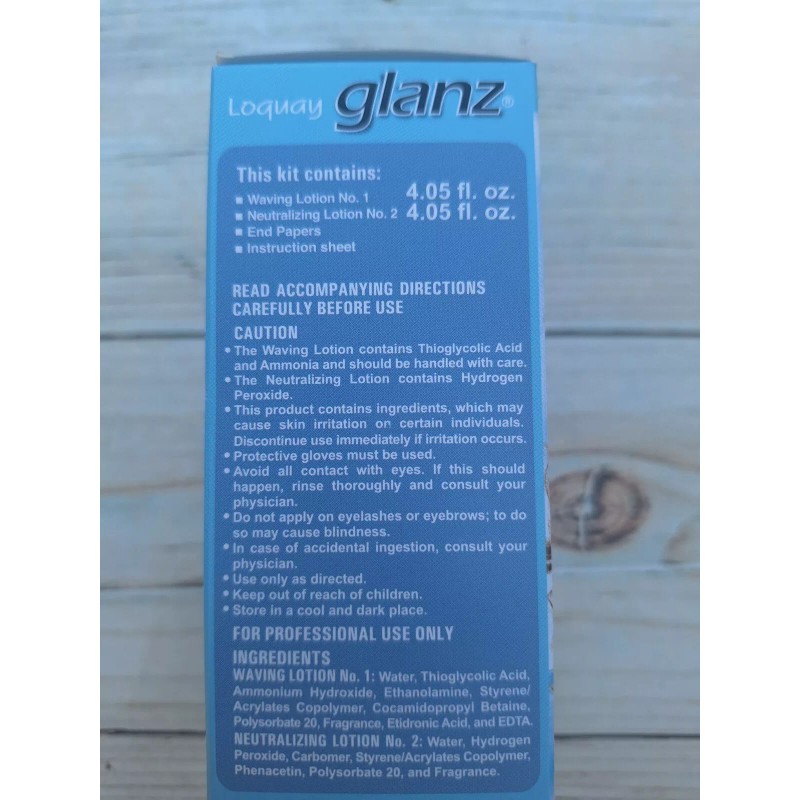 Loquay glanz®
This kit contains:
▪ Waving Lotion No. 1 4.05 fl. oz.
▪ Neutralizing Lotion No. 2 4.05 fl. oz.
▪ End Papers
▪ Instruction sheet
READ ACCOMPANYING DIRECTIONS
CAREFULLY BEFORE USE
CAUTION
• The Waving Lotion contains Thioglycolic Acid
and Ammonia and should be handled with care.
• The Neutralizing Lotion contains Hydrogen
Peroxide.
• This product contains ingredients, which may
cause skin irritation on certain individuals.
Discontinue use immediately if irritation occurs.
• Protective gloves must be used.
• Avoid all contact with eyes. If this should
happen, rinse thoroughly and consult your
physician.
• Do not apply on eyelashes or eyebrows; to do
so may cause blindness.
• In case of accidental ingestion, consult your
physician.
• Use only as directed.
• Keep out of reach of children.
• Store in a cool and dark place.
FOR PROFESSIONAL USE ONLY
INGREDIENTS
WAVING LOTION No. 1: Water, Thioglycolic Acid,
Ammonium Hydroxide, Ethanolamine, Styrene/
Acrylates Copolymer, Cocamidopropyl Betaine,
Polysorbate 20, Fragrance, Etidronic Acid, and EDTA.
NEUTRALIZING LOTION No. 2: Water, Hydrogen
Peroxide, Carbomer, Styrene/Acrylates Copolymer,
Phenacetin, Polysorbate 20, and Fragrance.